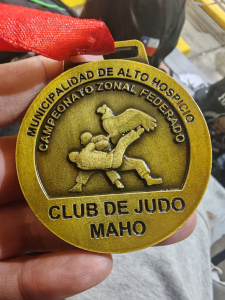 MUNICIPALIDAD DE ALTO HOSPICIO
CAMPEONATO ZONAL FEDERADO
CLUB DE JUDO
MAHO